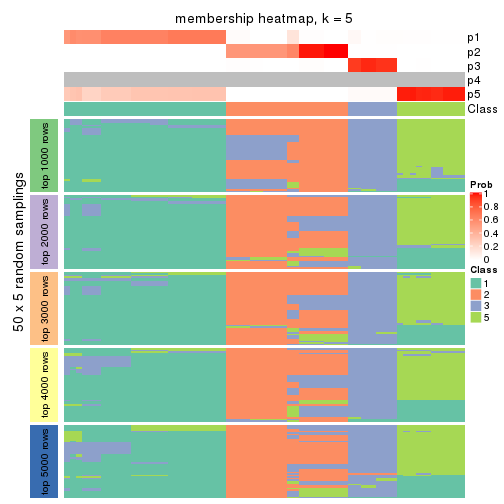 membership heatmap, k = 5
p1
p2
p3
p4
p5
Class
50 x 5 random samplings
top 1000 rows
top 2000 rows
top 3000 rows
top 4000 rows
top 5000 rows
Prob
1
0.8
0.6
0.4
0.2
0
Class
1
2
3
5